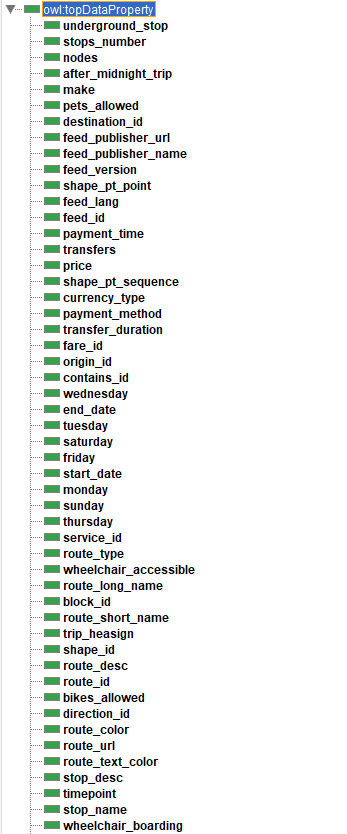 owl:topDataProperty
underground_stop
stops_number
nodes
after_midnight_trip
make
pets_allowed
destination_id
feed_publisher_url
feed_publisher_name
feed_version
shape_pt_point
feed_lang
feed_id
payment_time
transfers
price
shape_pt_sequence
currency_type
payment_method
transfer_duration
fare_id
origin_id
contains_id
wednesday
end_date
tuesday
saturday
friday
start_date
monday
sunday
thursday
service_id
route_type
wheelchair_accessible
route_long_name
block_id
route_short_name
trip_heasign
shape_id
route_desc
route_id
bikes_allowed
direction_id
route_color
route_url
route_text_color
stop_desc
timepoint
stop_name
wheelchair_boarding